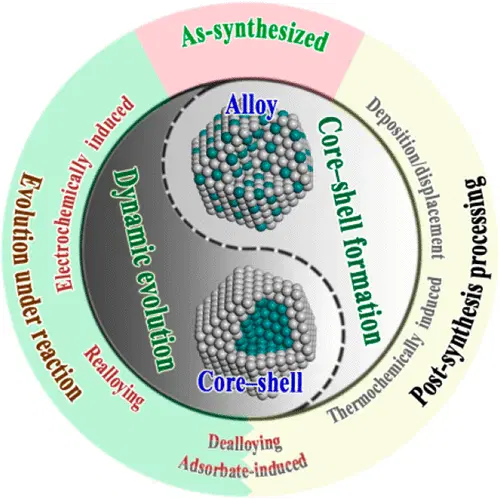 As-synthesized
Alloy
Core–shell formation
Dynamic evolution
Core–shell
Deposition/displacement
Thermochemically induced
Post-synthesis processing
Electrochemically induced
Evolution under reaction
Realloying
Dealloying
Adsorbate-induced